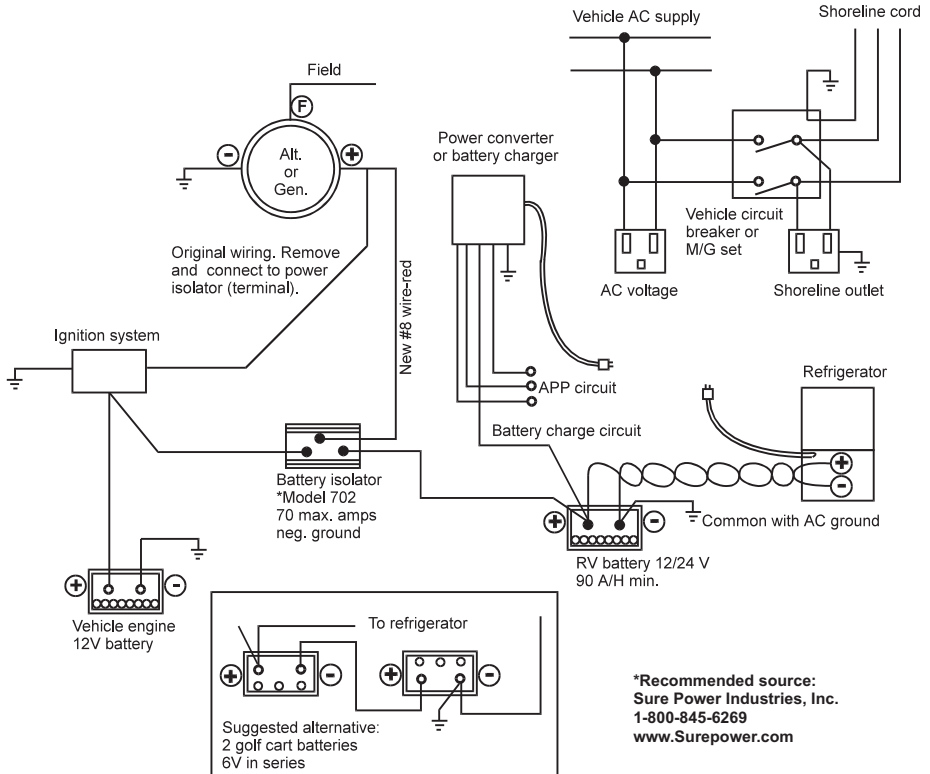 Vehicle AC supply
Shoreline cord
Field
F
-
Alt.
or
Gen.
+
Power converter
or battery charger
Vehicle circuit
breaker or
M/G set
Original wiring. Remove
and  connect to power
isolator (terminal).
New #8 wire-red
AC voltage
Shoreline outlet
Ignition system
APP circuit
Refrigerator
Battery charge circuit
+
-
Battery isolator
*Model 702
70 max. amps
neg. ground
+
-
Common with AC ground
RV battery 12/24 V
90 A/H min.
+
-
Vehicle engine
12V battery
To refrigerator
+
-
+
-
Suggested alternative:
2 golf cart batteries
6V in series
*Recommended source:
Sure Power Industries, Inc.
1-800-845-6269
www.Surepower.com